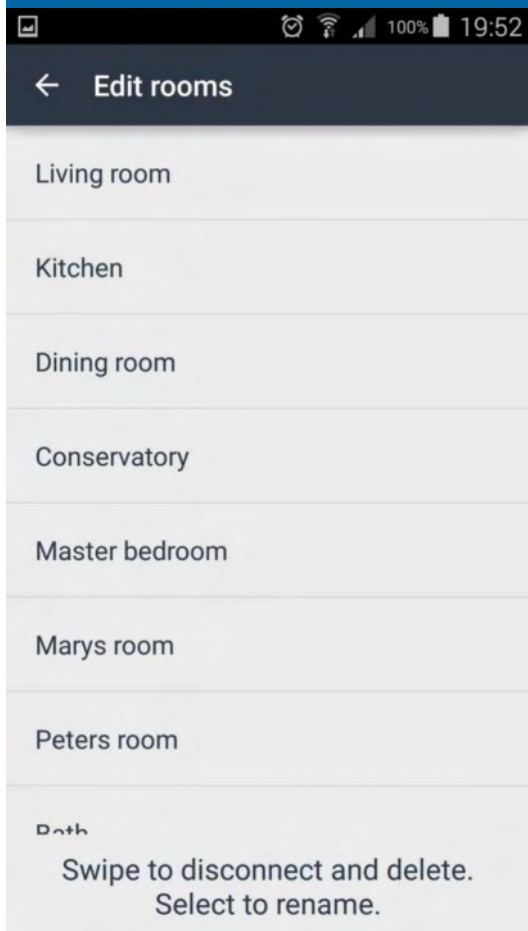 100% 19:52
Edit rooms
Living room
Kitchen
Dining room
Conservatory
Master bedroom
Marys room
Peters room
Swipe to disconnect and delete.
Select to rename.